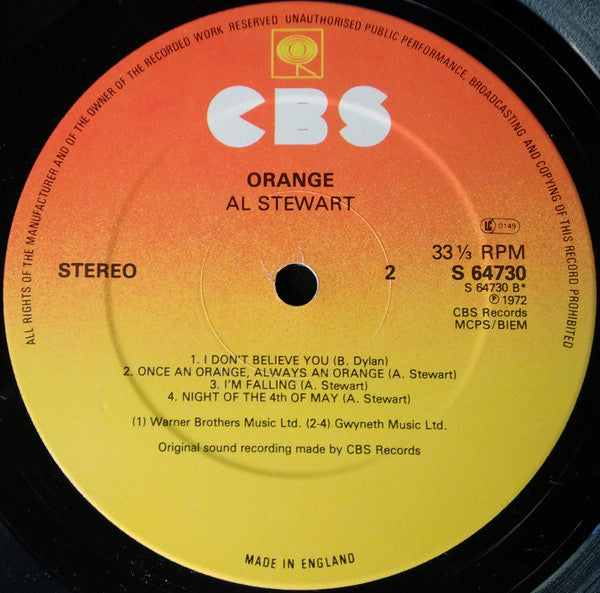 ALL RIGHTS OF THE MANUFACTURER AND OF THE OWNER OF THE RECORDED WORK RESERVED UNAUTHORISED PUBLIC PERFORMANCE, BROADCASTING AND COPYING OF THIS RECORD PROHIBITED
CBS
ORANGE
AL STEWART
LC 0149
STEREO
2
33 1/3 RPM
S 64730
S 64730 B*
℗ 1972
CBS Records
MCPS/BIEM
1. I DON'T BELIEVE YOU (B. Dylan)
2. ONCE AN ORANGE, ALWAYS AN ORANGE (A. Stewart)
3. I'M FALLING (A. Stewart)
4. NIGHT OF THE 4th OF MAY (A. Stewart)
(1) Warner Brothers Music Ltd. (2-4) Gwyneth Music Ltd.
Original sound recording made by CBS Records
MADE IN ENGLAND